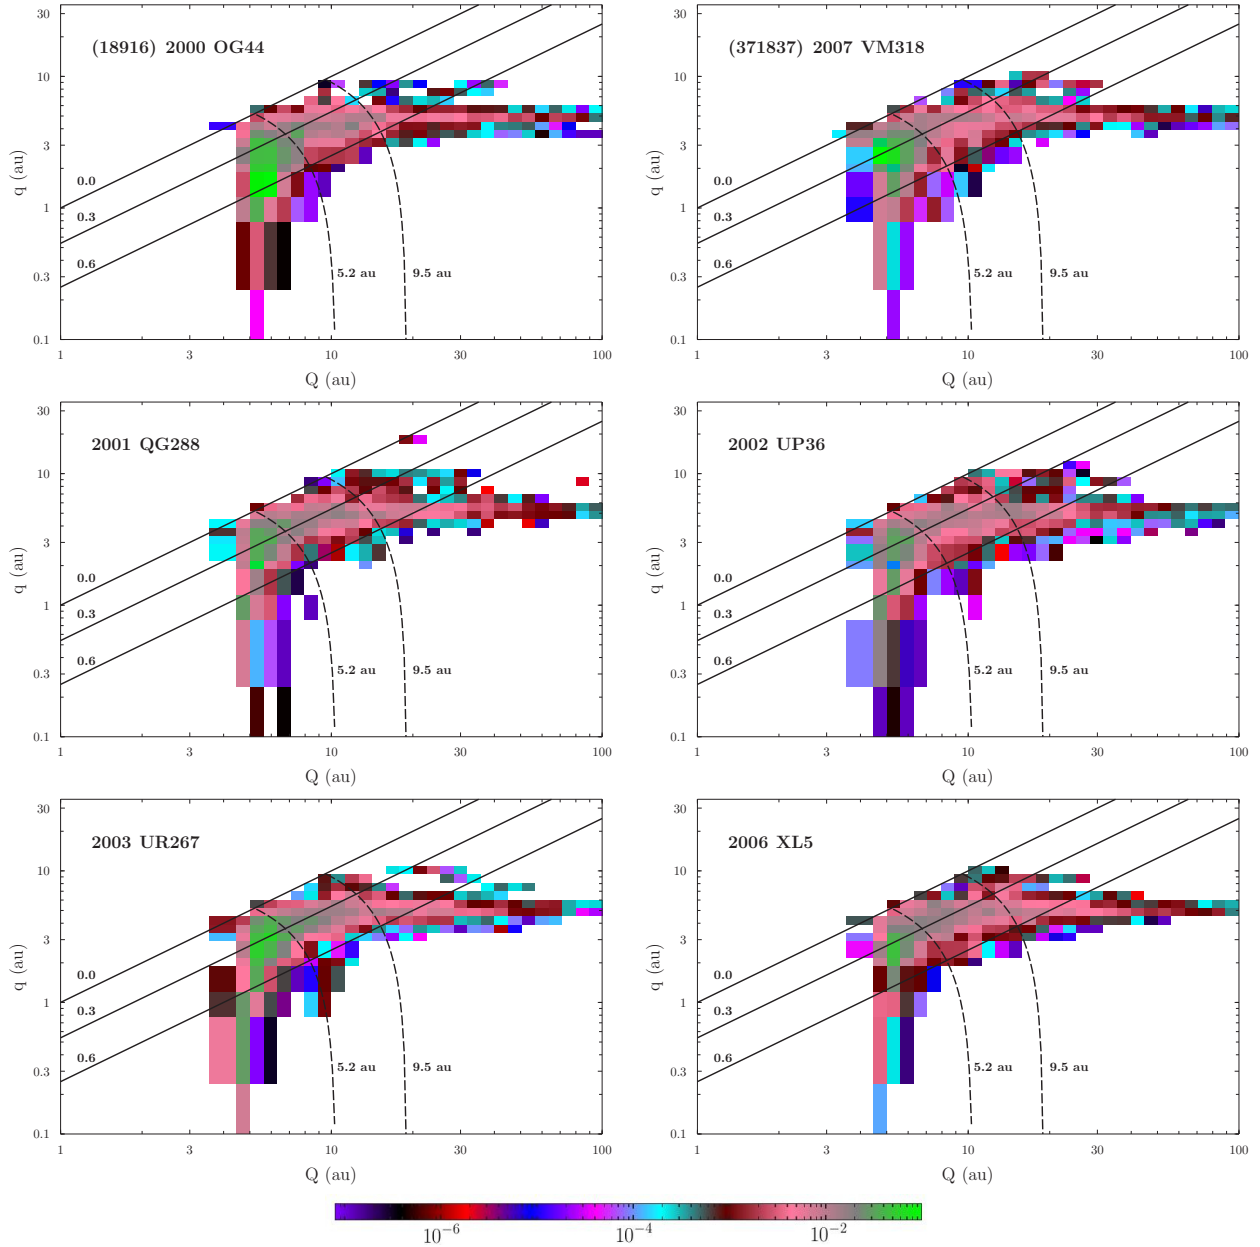 (18916) 2000 OG44
q (au)
30
10
3
1
0.3
0.1
0.0
0.3
0.6
5.2 au
9.5 au
1
3
10
30
100
Q (au)
(371837) 2007 VM318
q (au)
30
10
3
1
0.3
0.1
0.0
0.3
0.6
5.2 au
9.5 au
1
3
10
30
100
Q (au)
2001 QG288
q (au)
30
10
3
1
0.3
0.1
0.0
0.3
0.6
5.2 au
9.5 au
1
3
10
30
100
Q (au)
2002 UP36
q (au)
30
10
3
1
0.3
0.1
0.0
0.3
0.6
5.2 au
9.5 au
1
3
10
30
100
Q (au)
2003 UR267
q (au)
30
10
3
1
0.3
0.1
0.0
0.3
0.6
5.2 au
9.5 au
1
3
10
30
100
Q (au)
2006 XL5
q (au)
30
10
3
1
0.3
0.1
0.0
0.3
0.6
5.2 au
9.5 au
1
3
10
30
100
Q (au)
10⁻⁶ 10⁻⁴ 10⁻²